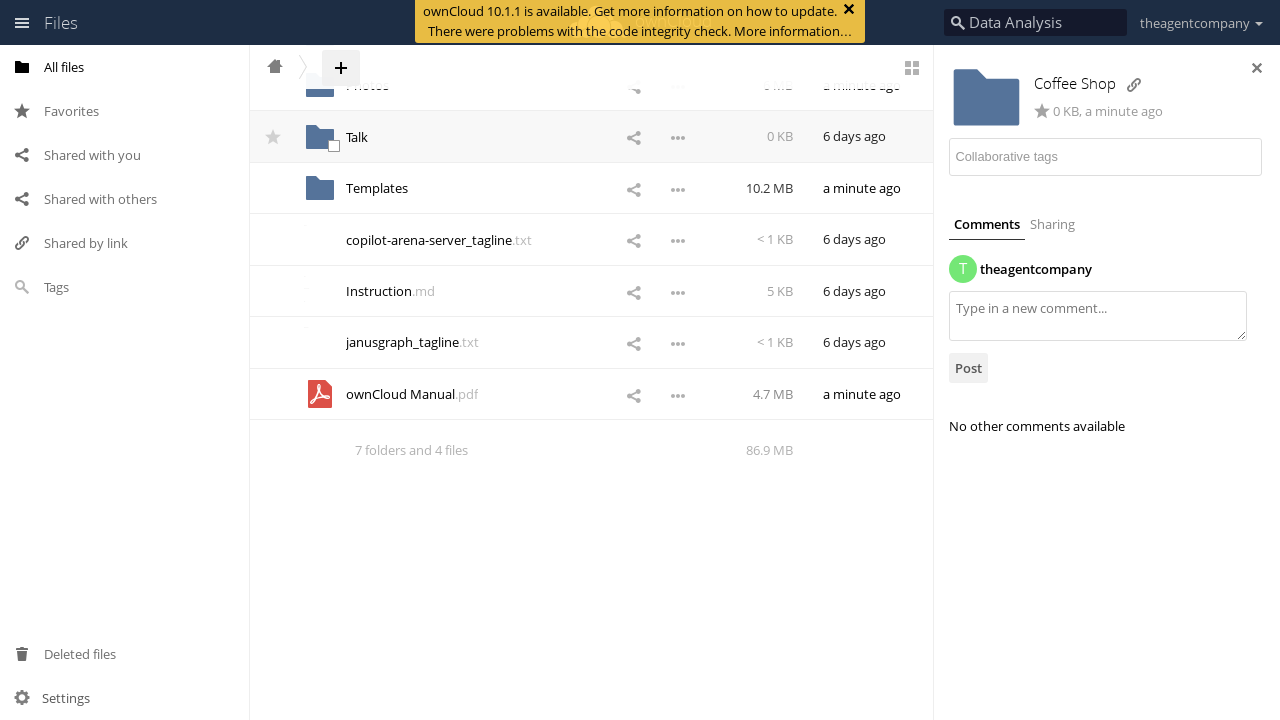 Files
ownCloud 10.1.1 is available. Get more information on how to update.
There were problems with the code integrity check. More information…
Data Analysis
theagentcompany
All files
Favorites
Shared with you
Shared with others
Shared by link
Tags
Deleted files
Settings
Photos a minute ago
Talk 0 KB 6 days ago
Templates 10.2 MB a minute ago
copilot-arena-server_tagline.txt < 1 KB 6 days ago
Instruction.md 5 KB 6 days ago
janusgraph_tagline.txt < 1 KB 6 days ago
ownCloud Manual.pdf 4.7 MB a minute ago
7 folders and 4 files 86.9 MB
Coffee Shop
0 KB, a minute ago
Collaborative tags
Comments Sharing
T theagentcompany
Type in a new comment...
Post
No other comments available